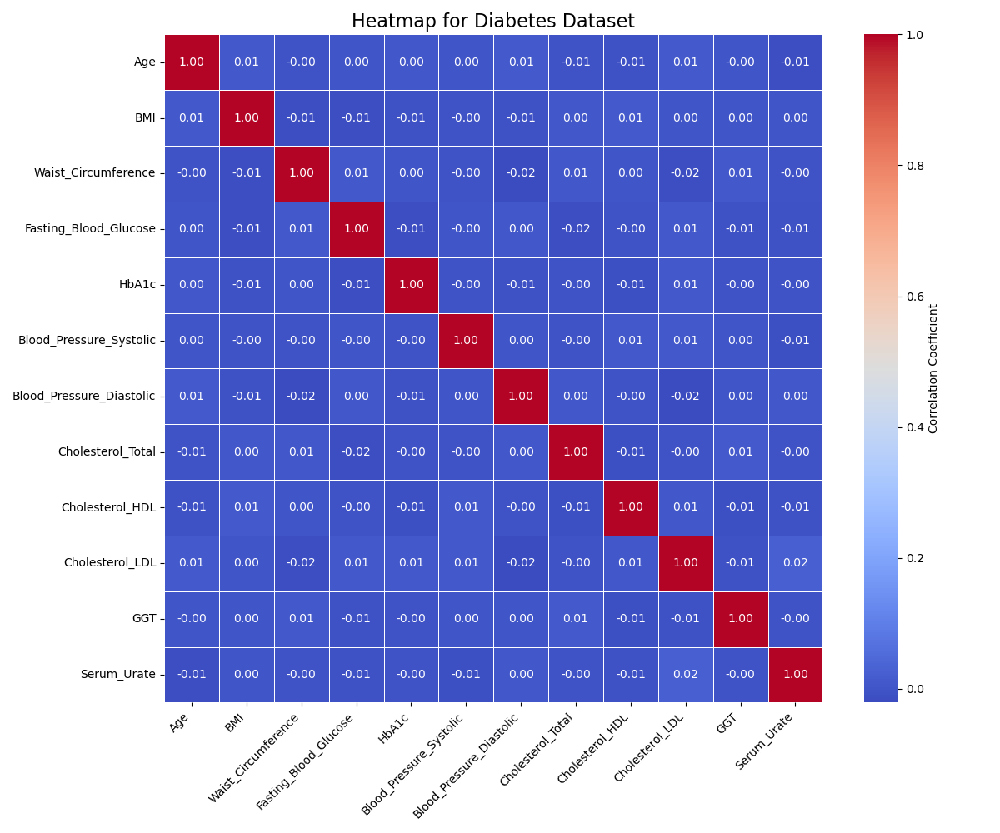 Heatmap for Diabetes Dataset
Age 1.00 0.01 -0.00 0.00 0.00 0.00 0.01 -0.01 -0.01 0.01 -0.00 -0.01
BMI 0.01 1.00 -0.01 -0.01 -0.01 -0.00 -0.01 0.00 0.01 0.00 0.00 0.00
Waist_Circumference -0.00 -0.01 1.00 0.01 0.00 -0.00 -0.02 0.01 0.00 -0.02 0.01 -0.00
Fasting_Blood_Glucose 0.00 -0.01 0.01 1.00 -0.01 -0.00 0.00 -0.02 -0.00 0.01 -0.01 -0.01
HbA1c 0.00 -0.01 0.00 -0.01 1.00 -0.00 -0.01 -0.00 -0.01 0.01 -0.00 -0.00
Blood_Pressure_Systolic 0.00 -0.00 -0.00 -0.00 -0.00 1.00 0.00 -0.00 0.01 0.01 0.00 -0.01
Blood_Pressure_Diastolic 0.01 -0.01 -0.02 0.00 -0.01 0.00 1.00 0.00 -0.00 -0.02 0.00 0.00
Cholesterol_Total -0.01 0.00 0.01 -0.02 -0.00 -0.00 0.00 1.00 -0.01 -0.00 0.01 -0.00
Cholesterol_HDL -0.01 0.01 0.00 -0.00 -0.01 0.01 -0.00 -0.01 1.00 0.01 -0.01 -0.01
Cholesterol_LDL 0.01 0.00 -0.02 0.01 0.01 0.01 -0.02 -0.00 0.01 1.00 -0.01 0.02
GGT -0.00 0.00 0.01 -0.01 -0.00 0.00 0.00 0.01 -0.01 -0.01 1.00 -0.00
Serum_Urate -0.01 0.00 -0.00 -0.01 -0.00 -0.01 0.00 -0.00 -0.01 0.02 -0.00 1.00
Age
BMI
Waist_Circumference
Fasting_Blood_Glucose
HbA1c
Blood_Pressure_Systolic
Blood_Pressure_Diastolic
Cholesterol_Total
Cholesterol_HDL
Cholesterol_LDL
GGT
Serum_Urate
1.0
0.8
0.6
0.4
0.2
0.0
Correlation Coefficient